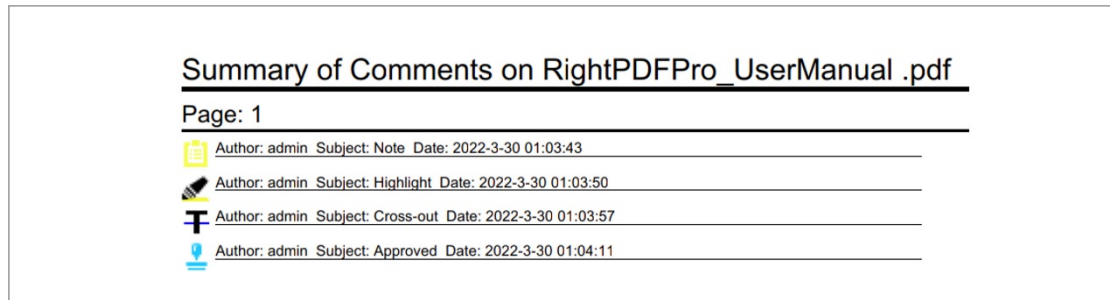 Summary of Comments on RightPDFPro_UserManual .pdf
Page: 1
Author: admin  Subject: Note  Date: 2022-3-30 01:03:43
Author: admin  Subject: Highlight  Date: 2022-3-30 01:03:50
Author: admin  Subject: Cross-out  Date: 2022-3-30 01:03:57
Author: admin  Subject: Approved  Date: 2022-3-30 01:04:11